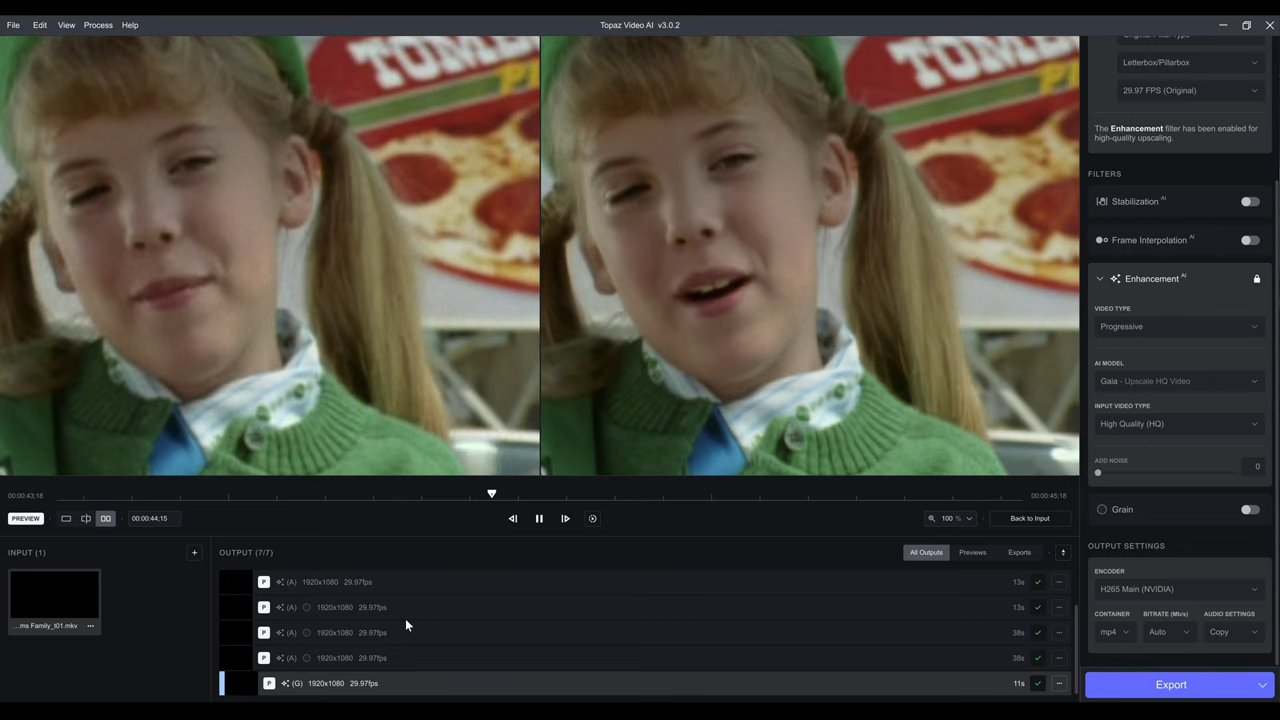 File Edit View Process Help
Topaz Video AI v3.0.2
TOMB
PI
TOMB
PI
Letterbox/Pillarbox
29.97 FPS (Original)
The Enhancement filter has been enabled for
high-quality upscaling.
FILTERS
Stabilization AI
Frame Interpolation AI
Enhancement AI
VIDEO TYPE
Progressive
AI MODEL
Gaia - Upscale HQ Video
INPUT VIDEO TYPE
High Quality (HQ)
ADD NOISE
0
Grain
OUTPUT SETTINGS
ENCODER
H265 Main (NVIDIA)
CONTAINER BITRATE (Mb/s) AUDIO SETTINGS
mp4 Auto Copy
Export
00:00:43;18
00:00:45;18
PREVIEW
00:00:44;15
100 %
Back to Input
INPUT (1)
...ms Family_t01.mkv
OUTPUT (7/7)
All Outputs Previews Exports
P (A) 1920x1080 29.97fps 13s
P (A) 1920x1080 29.97fps 13s
P (A) 1920x1080 29.97fps 38s
P (A) 1920x1080 29.97fps 38s
P (G) 1920x1080 29.97fps 11s